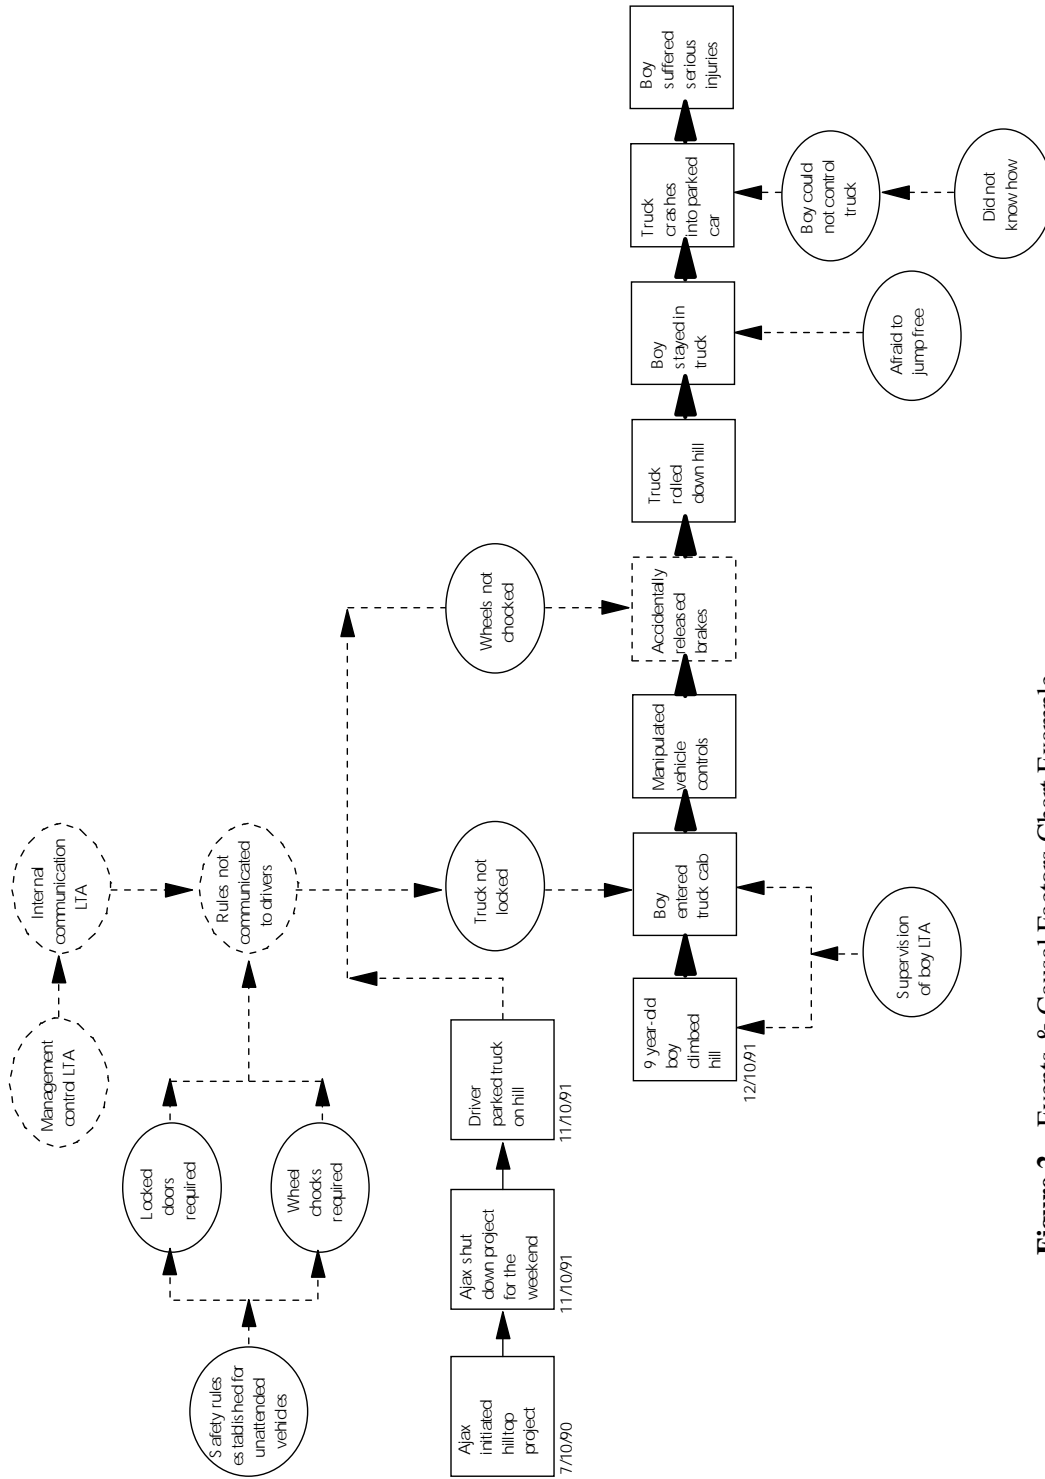 Management
control LTA
Internal
communication
LTA
Safety rules
established for
unattended
vehicles
Locked
doors
required
Wheel
chocks
required
Rules not
communicated
to drivers
Ajax
initiated
hilltop
project
7/10/90
Ajax shut
down project
for the
weekend
11/10/91
Driver
parked truck
on hill
11/10/91
Truck not
locked
Wheels not
chocked
9 year-old
boy
climbed
hill
12/10/91
Boy
entered
truck cab
Manipulated
vehicle
controls
Accidentally
released
brakes
Truck
rolled
down hill
Boy
stayed in
truck
Truck
crashes
into parked
car
Boy
suffered
serious
injuries
Supervision
of boy LTA
Afraid to
jump free
Boy could
not control
truck
Did not
know how
Figure 2 Events & Causal Factors Chart Example